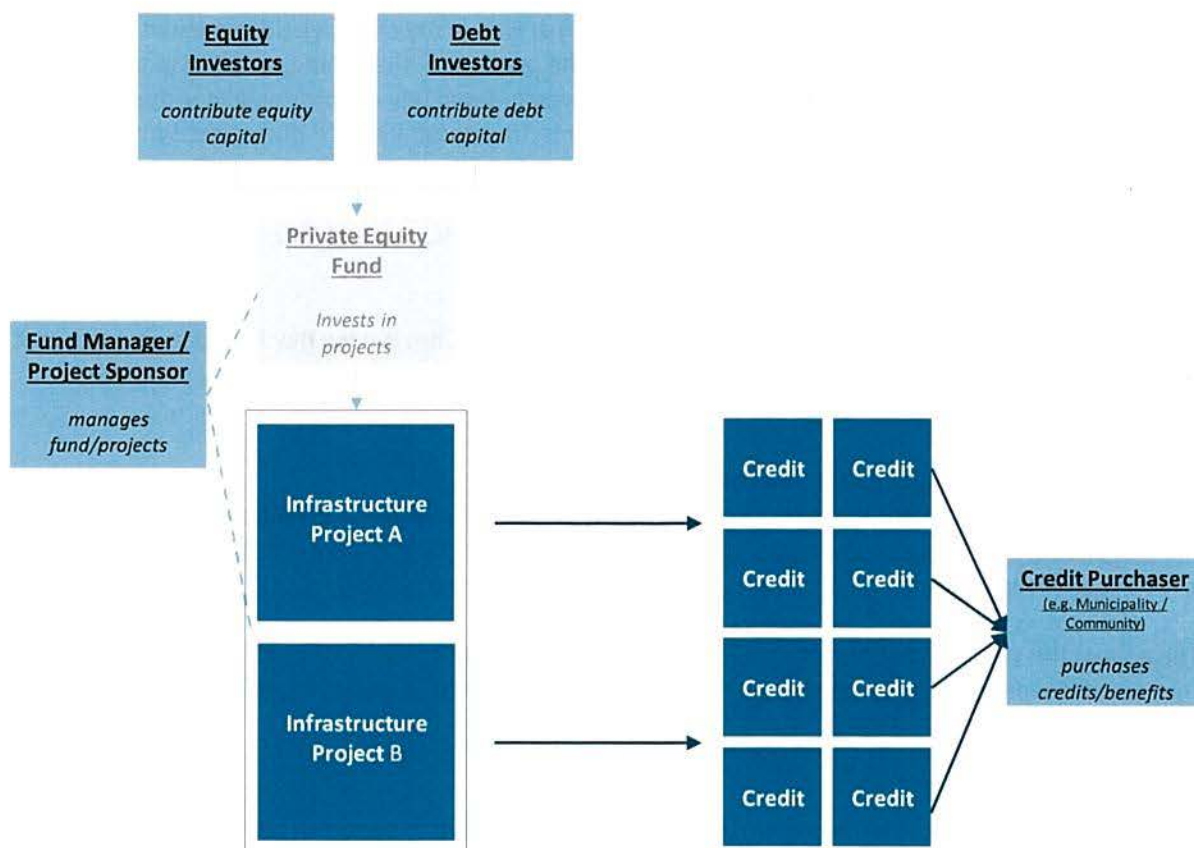 Equity
Investors
contribute equity
capital
Debt
Investors
contribute debt
capital
Private Equity
Fund
Invests in
projects
Fund Manager /
Project Sponsor
manages
fund/projects
Infrastructure
Project A
Infrastructure
Project B
Credit
Credit
Credit
Credit
Credit
Credit
Credit
Credit
Credit Purchaser
(e.g. Municipality /
Community)
purchases
credits/benefits